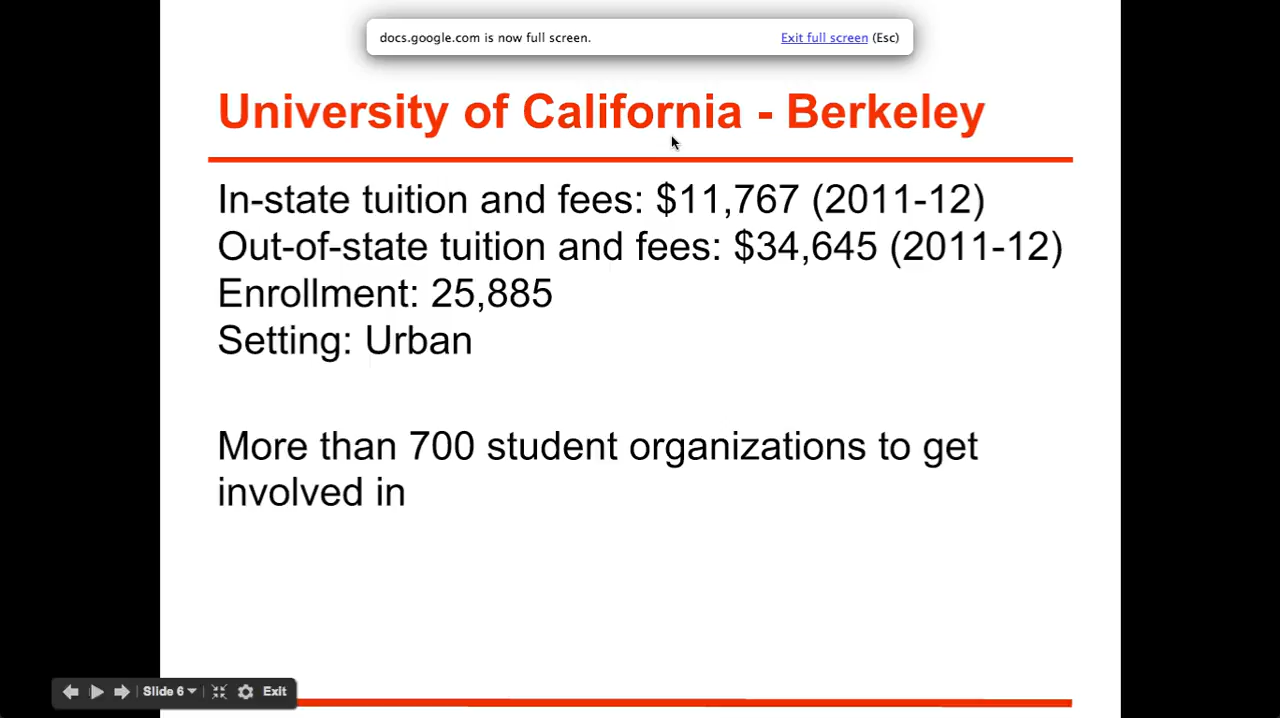 docs.google.com is now full screen. Exit full screen (Esc)
University of California - Berkeley
In-state tuition and fees: $11,767 (2011-12)
Out-of-state tuition and fees: $34,645 (2011-12)
Enrollment: 25,885
Setting: Urban
More than 700 student organizations to get
involved in
Slide 6 Exit